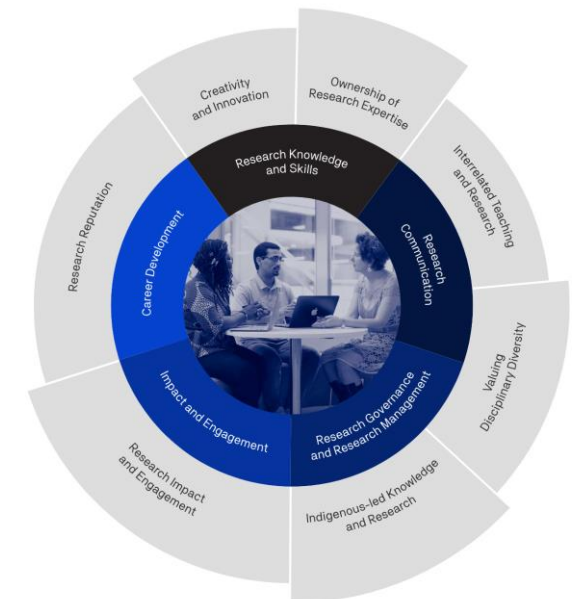 Creativity
and Innovation
Ownership of
Research Expertise
Interrelated Teaching
and Research
Valuing
Disciplinary Diversity
Indigenous-led Knowledge
and Research
Research Impact
and Engagement
Research Reputation
Research Knowledge
and Skills
Research
Communication
Research Governance
and Research Management
Impact and Engagement
Career Development